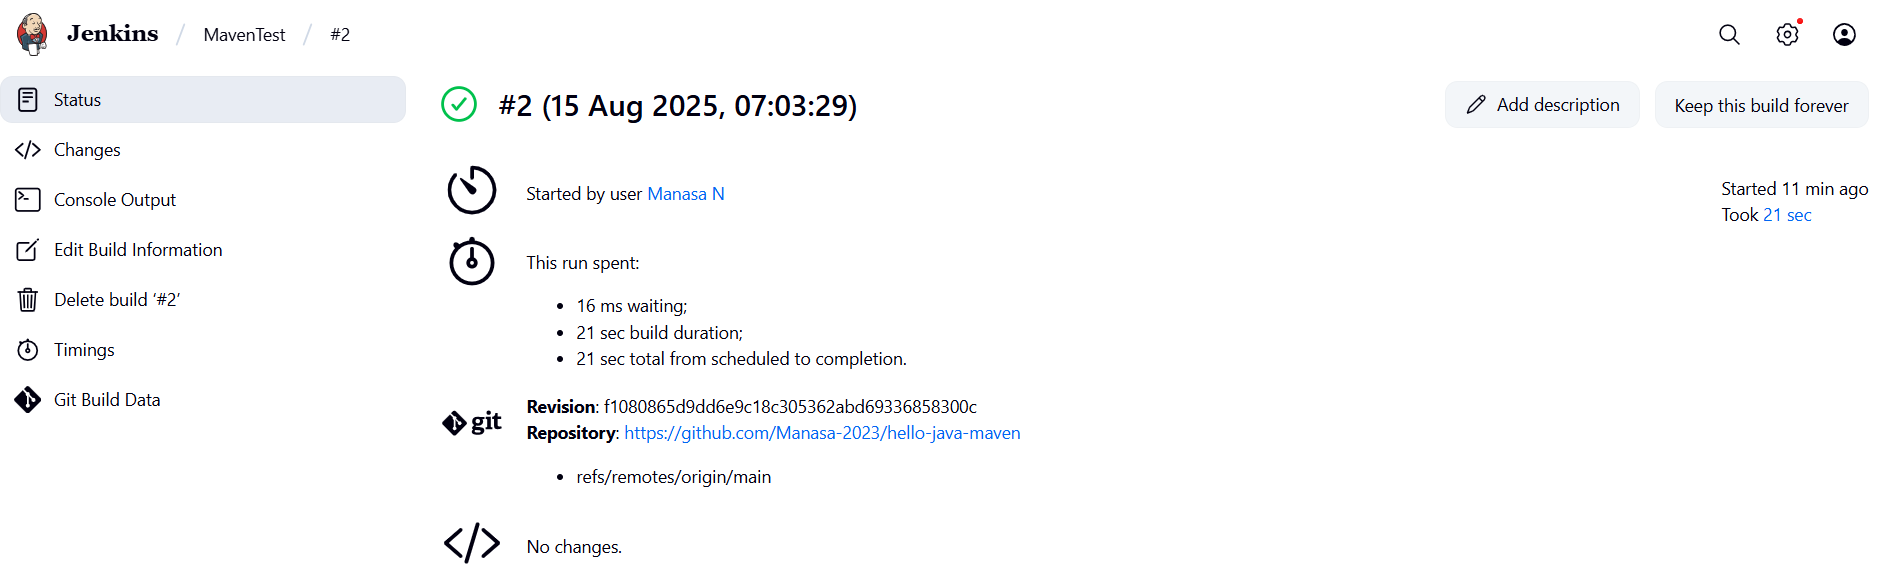 Jenkins / MavenTest / #2
Status
Changes
Console Output
Edit Build Information
Delete build ‘#2’
Timings
Git Build Data
#2 (15 Aug 2025, 07:03:29)
Add description
Keep this build forever
Started by user Manasa N
Started 11 min ago
Took 21 sec
This run spent:
• 16 ms waiting;
• 21 sec build duration;
• 21 sec total from scheduled to completion.
git
Revision: f1080865d9dd6e9c18c305362abd69336858300c
Repository: https://github.com/Manasa-2023/hello-java-maven
• refs/remotes/origin/main
No changes.